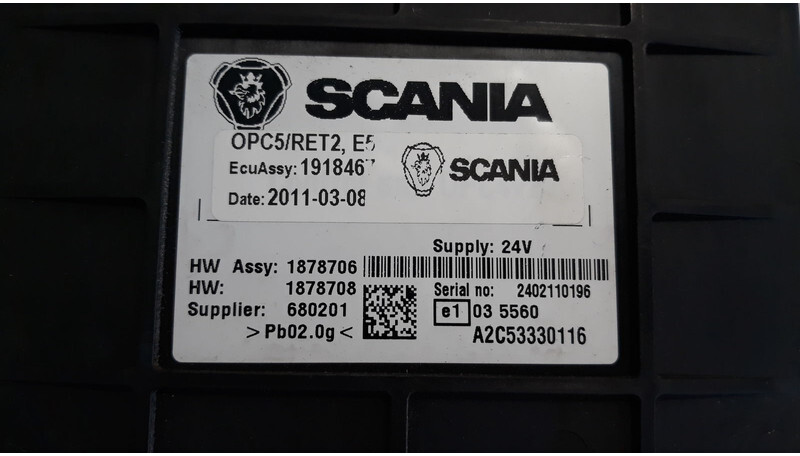 SCANIA
OPC5/RET2, E5
EcuAssy: 1918467
SCANIA
Date: 2011-03-08
Supply: 24V
HW Assy: 1878706
HW: 1878708
Serial no: 2402110196
Supplier: 680201
e1 03 5560
>Pb02.0g<
A2C53330116